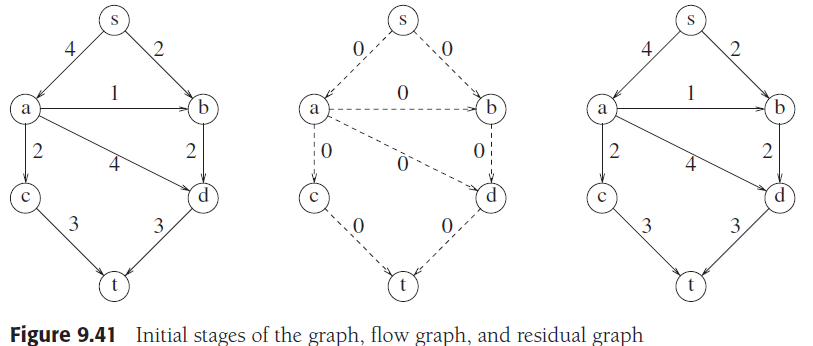 s s s
4 2 0 0 4 2
1 0 1
a b a b a b
2 4 2 0 0 0 2 4 2
c d c d c d
3 3 0 0 3 3
t t t
Figure 9.41 Initial stages of the graph, flow graph, and residual graph